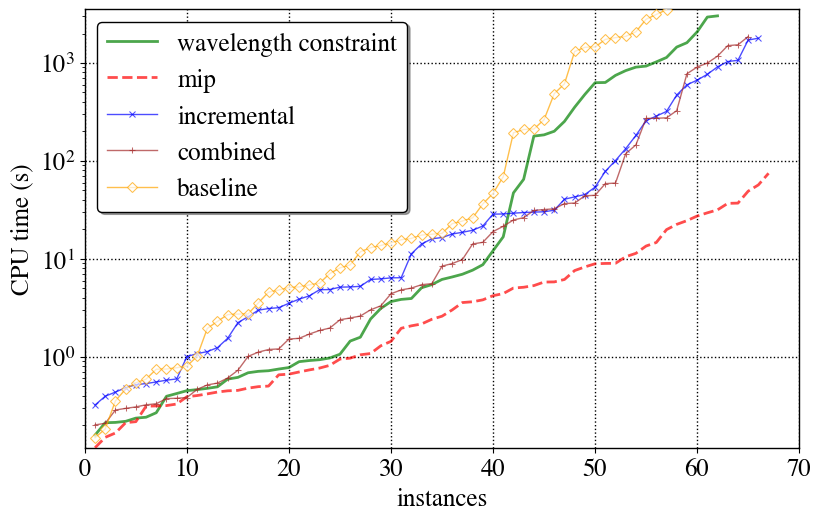 wavelength constraint
mip
incremental
combined
baseline
CPU time (s)
10³
10²
10¹
10⁰
0 10 20 30 40 50 60 70
instances